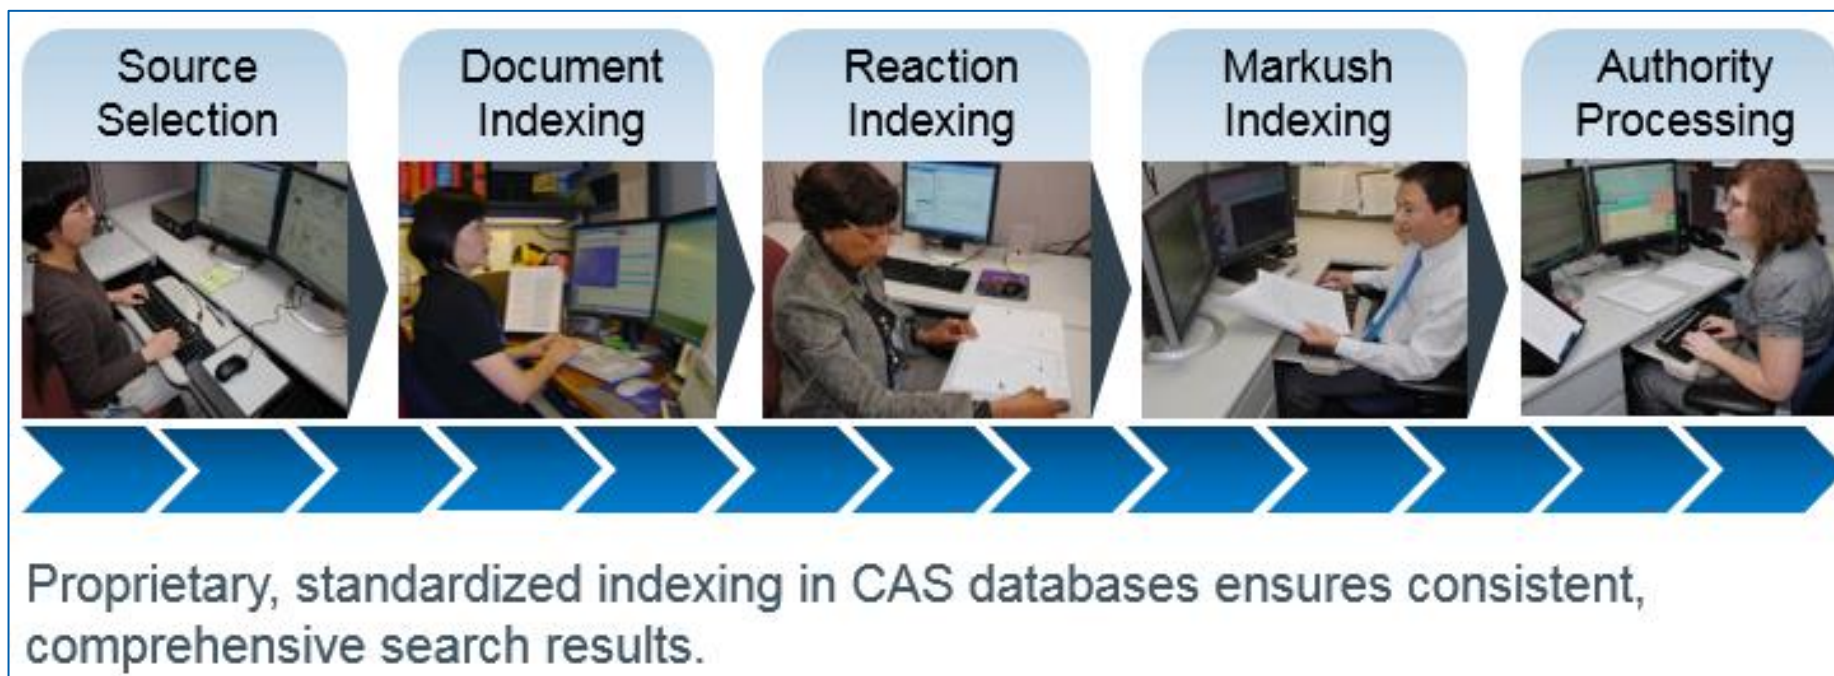 Source
Selection
Document
Indexing
Reaction
Indexing
Markush
Indexing
Authority
Processing
Proprietary, standardized indexing in CAS databases ensures consistent,
comprehensive search results.